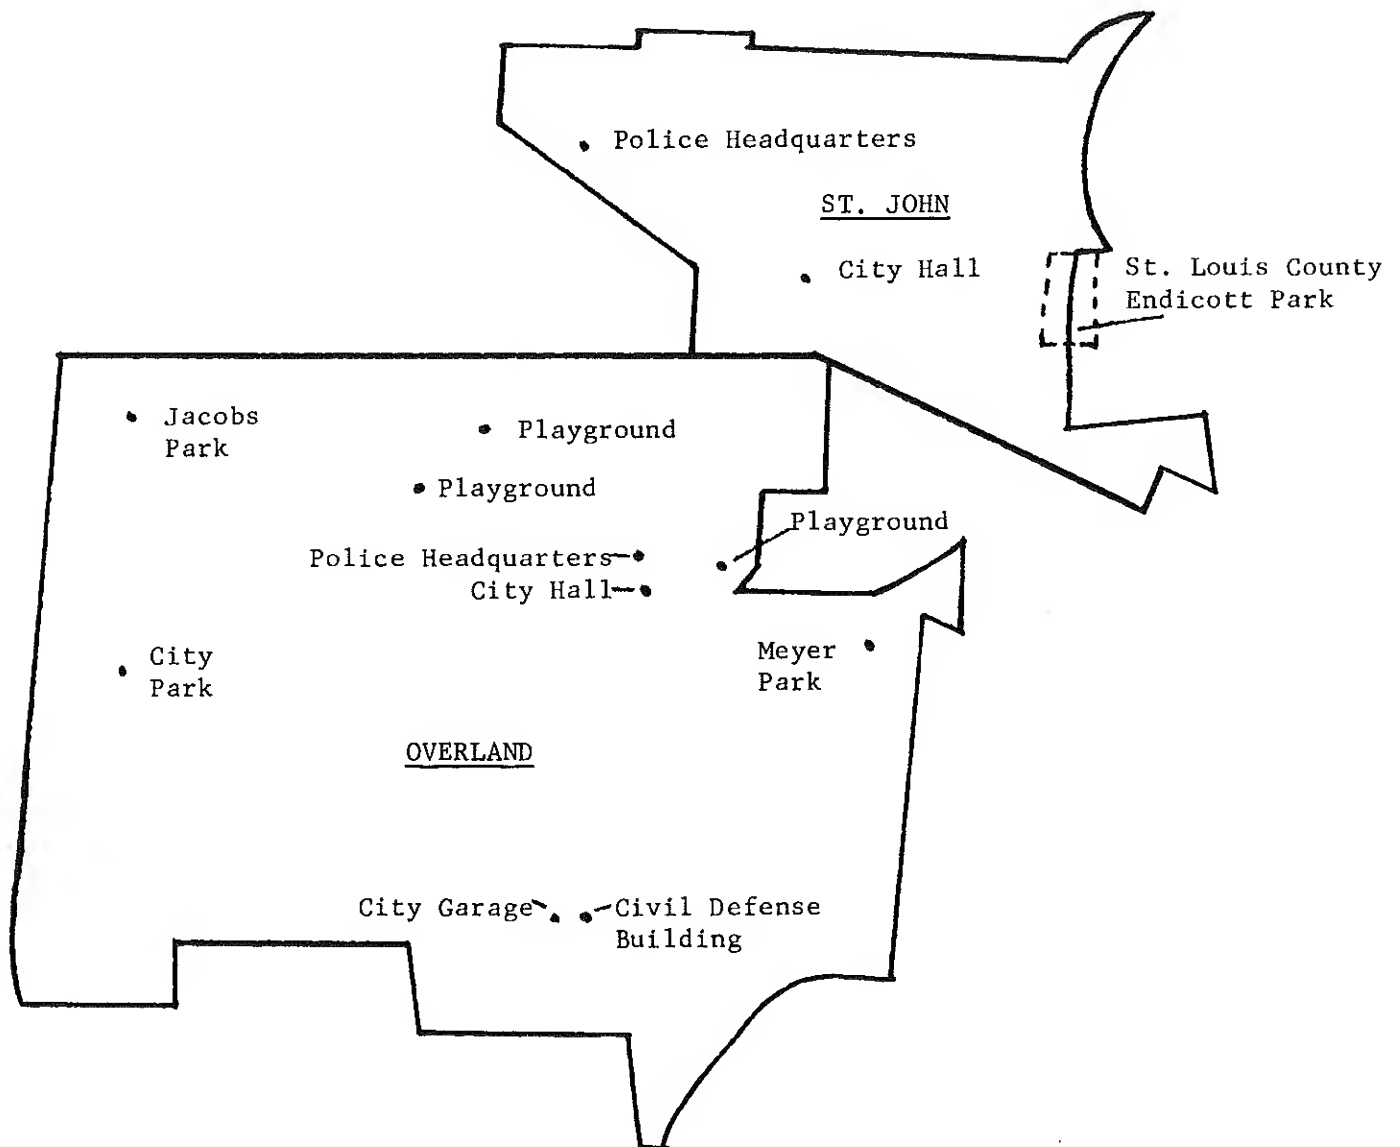 Police Headquarters
ST. JOHN
City Hall
St. Louis County
Endicott Park
Jacobs
Park
Playground
Playground
Playground
Police Headquarters
City Hall
City
Park
Meyer
Park
OVERLAND
City Garage
Civil Defense
Building